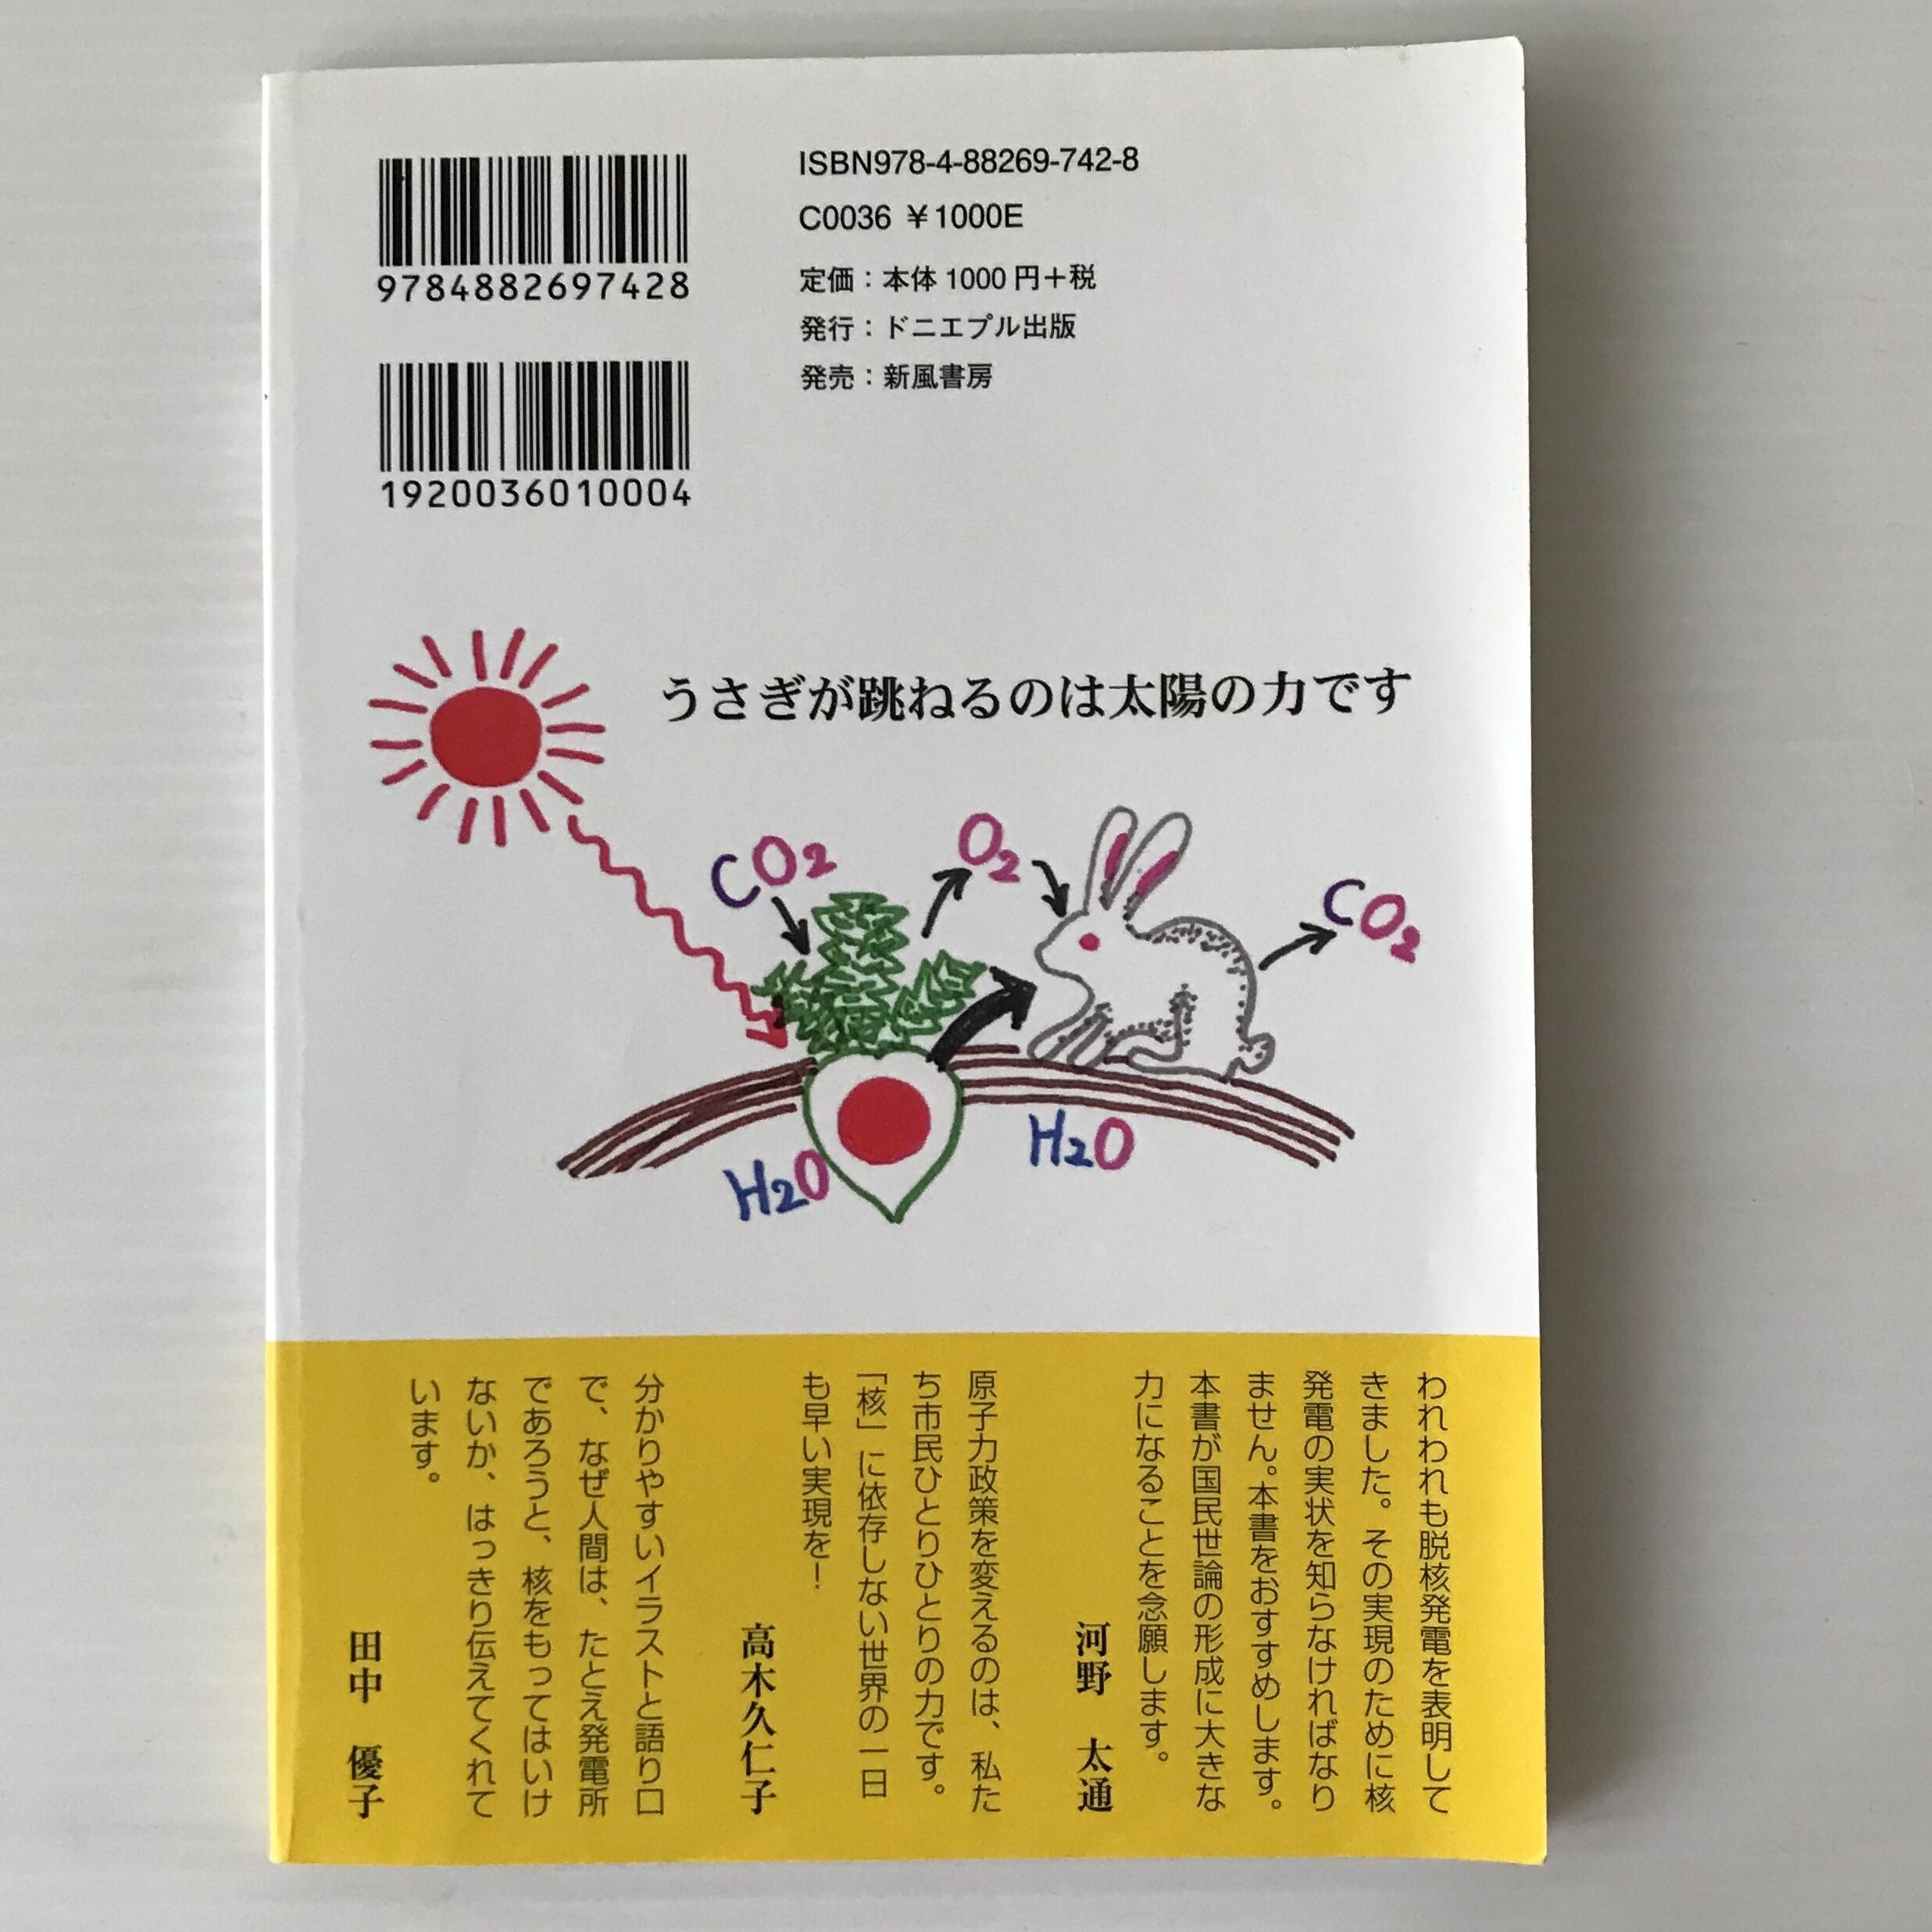 9784882697428
1920036010004
ISBN978-4-88269-742-8
C0036 ￥1000E
定価：本体1000円＋税
発行：ドニエプル出版
発売：新風書房
うさぎが跳ねるのは太陽の力です
CO2
O2
CO2
H2O
H2O
われわれも脱核発電を表明して
きました。その実現のために核
発電の実状を知らなければなり
ません。本書をおすすめします。
本書が国民世論の形成に大きな
力になることを念願します。
河野 太通
原子力政策を変えるのは、私た
ち市民ひとりひとりの力です。
「核」に依存しない世界の一日
も早い実現を！
高木久仁子
分かりやすいイラストと語り口
で、なぜ人間は、たとえ発電所
であろうと、核をもってはいけ
ないか、はっきり伝えてくれて
います。
田中 優子